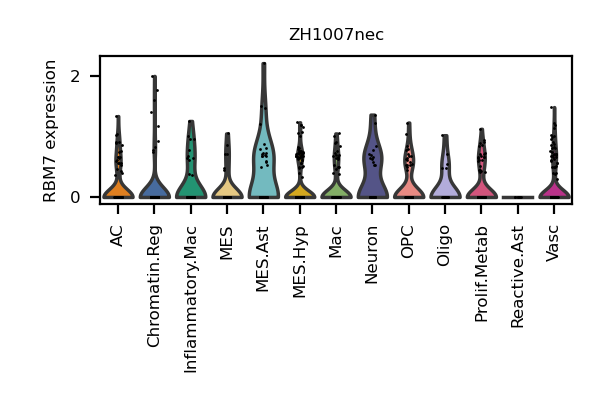 ZH1007nec
RBM7 expression
2
0
AC
Chromatin.Reg
Inflammatory.Mac
MES
MES.Ast
MES.Hyp
Mac
Neuron
OPC
Oligo
Prolif.Metab
Reactive.Ast
Vasc